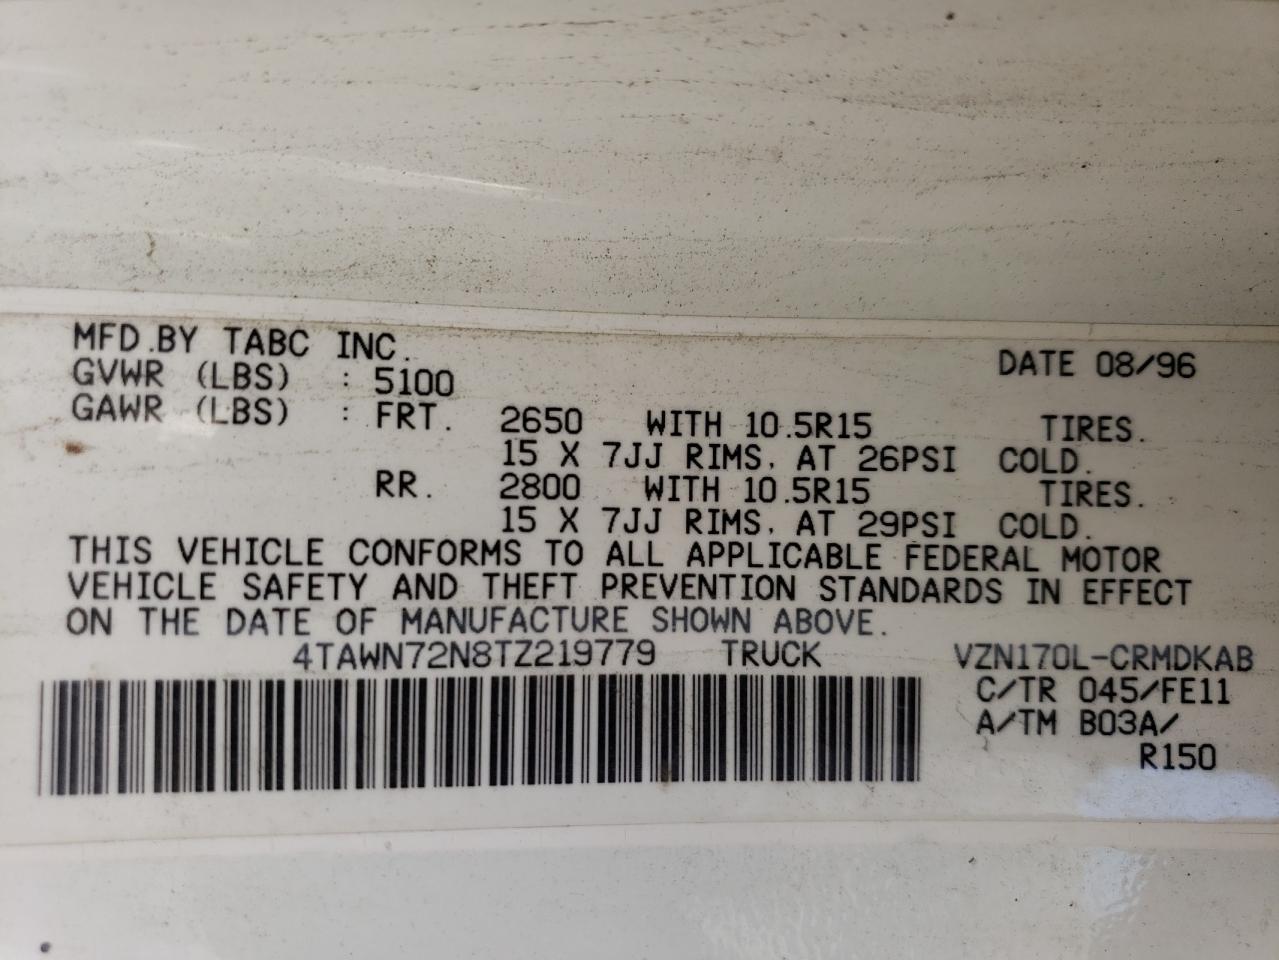 MFD.BY TABC INC.
DATE 08/96
GVWR (LBS) : 5100
GAWR (LBS) : FRT. 2650 WITH 10.5R15 TIRES.
15 X 7JJ RIMS, AT 26PSI COLD.
RR. 2800 WITH 10.5R15 TIRES.
15 X 7JJ RIMS, AT 29PSI COLD.
THIS VEHICLE CONFORMS TO ALL APPLICABLE FEDERAL MOTOR
VEHICLE SAFETY AND THEFT PREVENTION STANDARDS IN EFFECT
ON THE DATE OF MANUFACTURE SHOWN ABOVE.
4TAWN72N8TZ219779 TRUCK VZN170L-CRMDKAB
C/TR 045/FE11
A/TM B03A/
R150